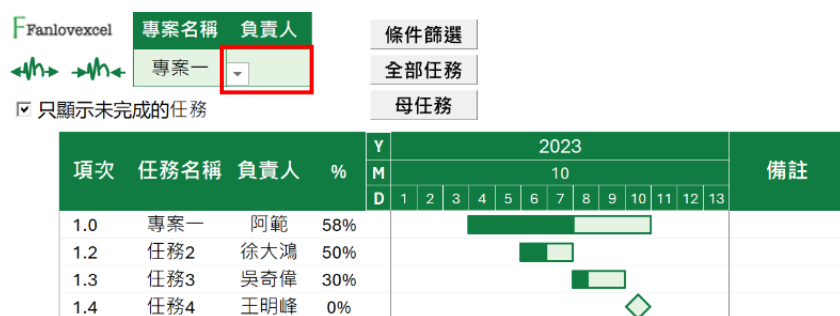 Fanlovexcel
專案名稱 負責人
專案一
條件篩選
全部任務
母任務
只顯示未完成的任務
項次 任務名稱 負責人 % Y 2023 備註
M 10
D 1 2 3 4 5 6 7 8 9 10 11 12 13
1.0 專案一 阿範 58%
1.2 任務2 徐大鴻 50%
1.3 任務3 吳奇偉 30%
1.4 任務4 王明峰 0%